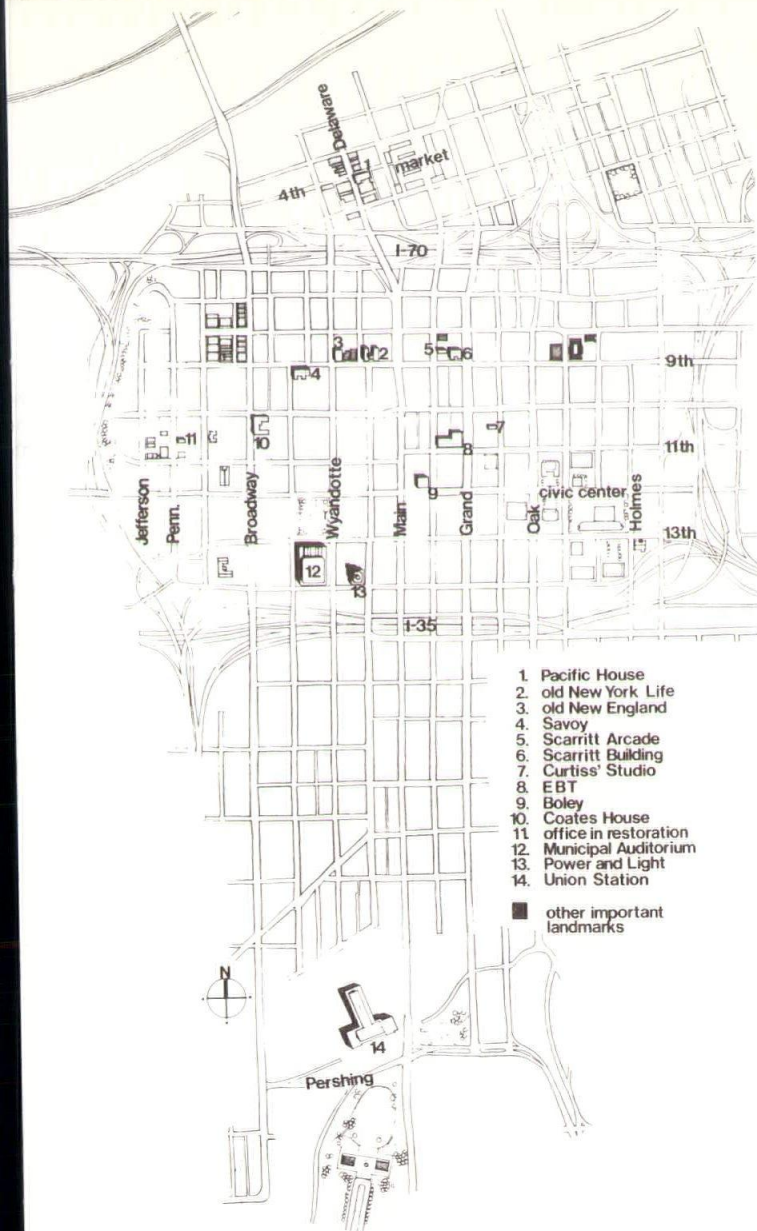 Delaware
1
market
4th
I-70
3
2
5
6
9th
4
11
10
7
8
11th
9
Jefferson
Penn.
Broadway
Wyandotte
Main
Grand
Oak
civic center
Holmes
13th
12
13
I-35
1. Pacific House
2. old New York Life
3. old New England
4. Savoy
5. Scarritt Arcade
6. Scarritt Building
7. Curtiss' Studio
8. EBT
9. Boley
10. Coates House
11. office in restoration
12. Municipal Auditorium
13. Power and Light
14. Union Station
other important
landmarks
N
14
Pershing